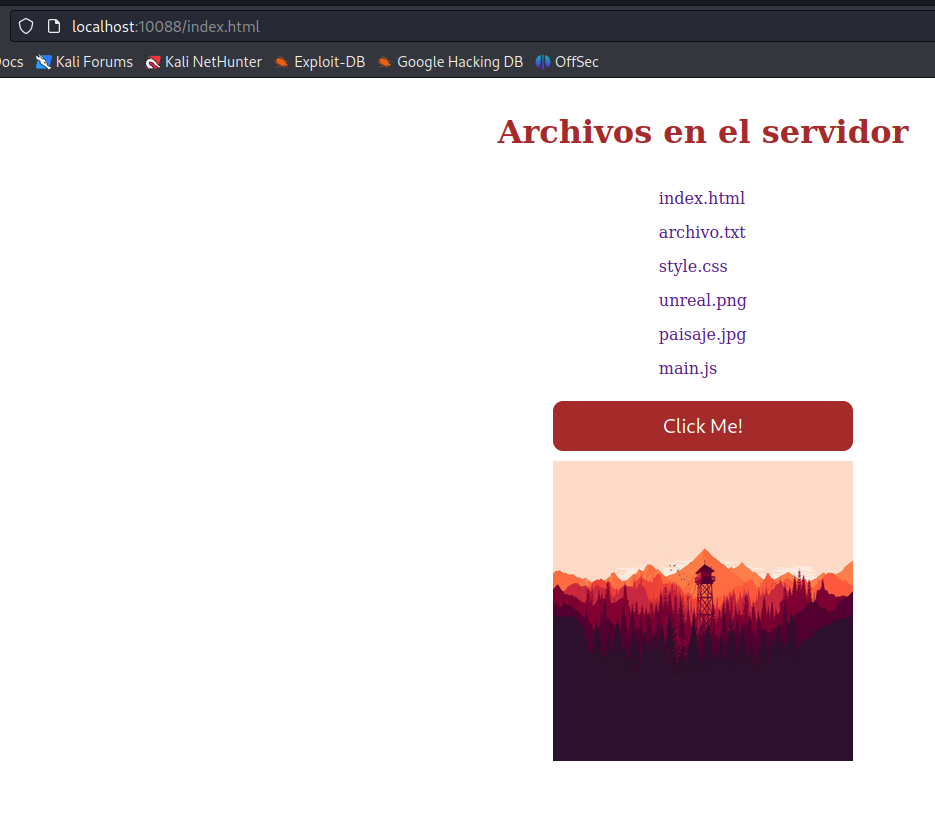 localhost:10088/index.html
ocs Kali Forums Kali NetHunter Exploit-DB Google Hacking DB OffSec
Archivos en el servidor
index.html
archivo.txt
style.css
unreal.png
paisaje.jpg
main.js
Click Me!